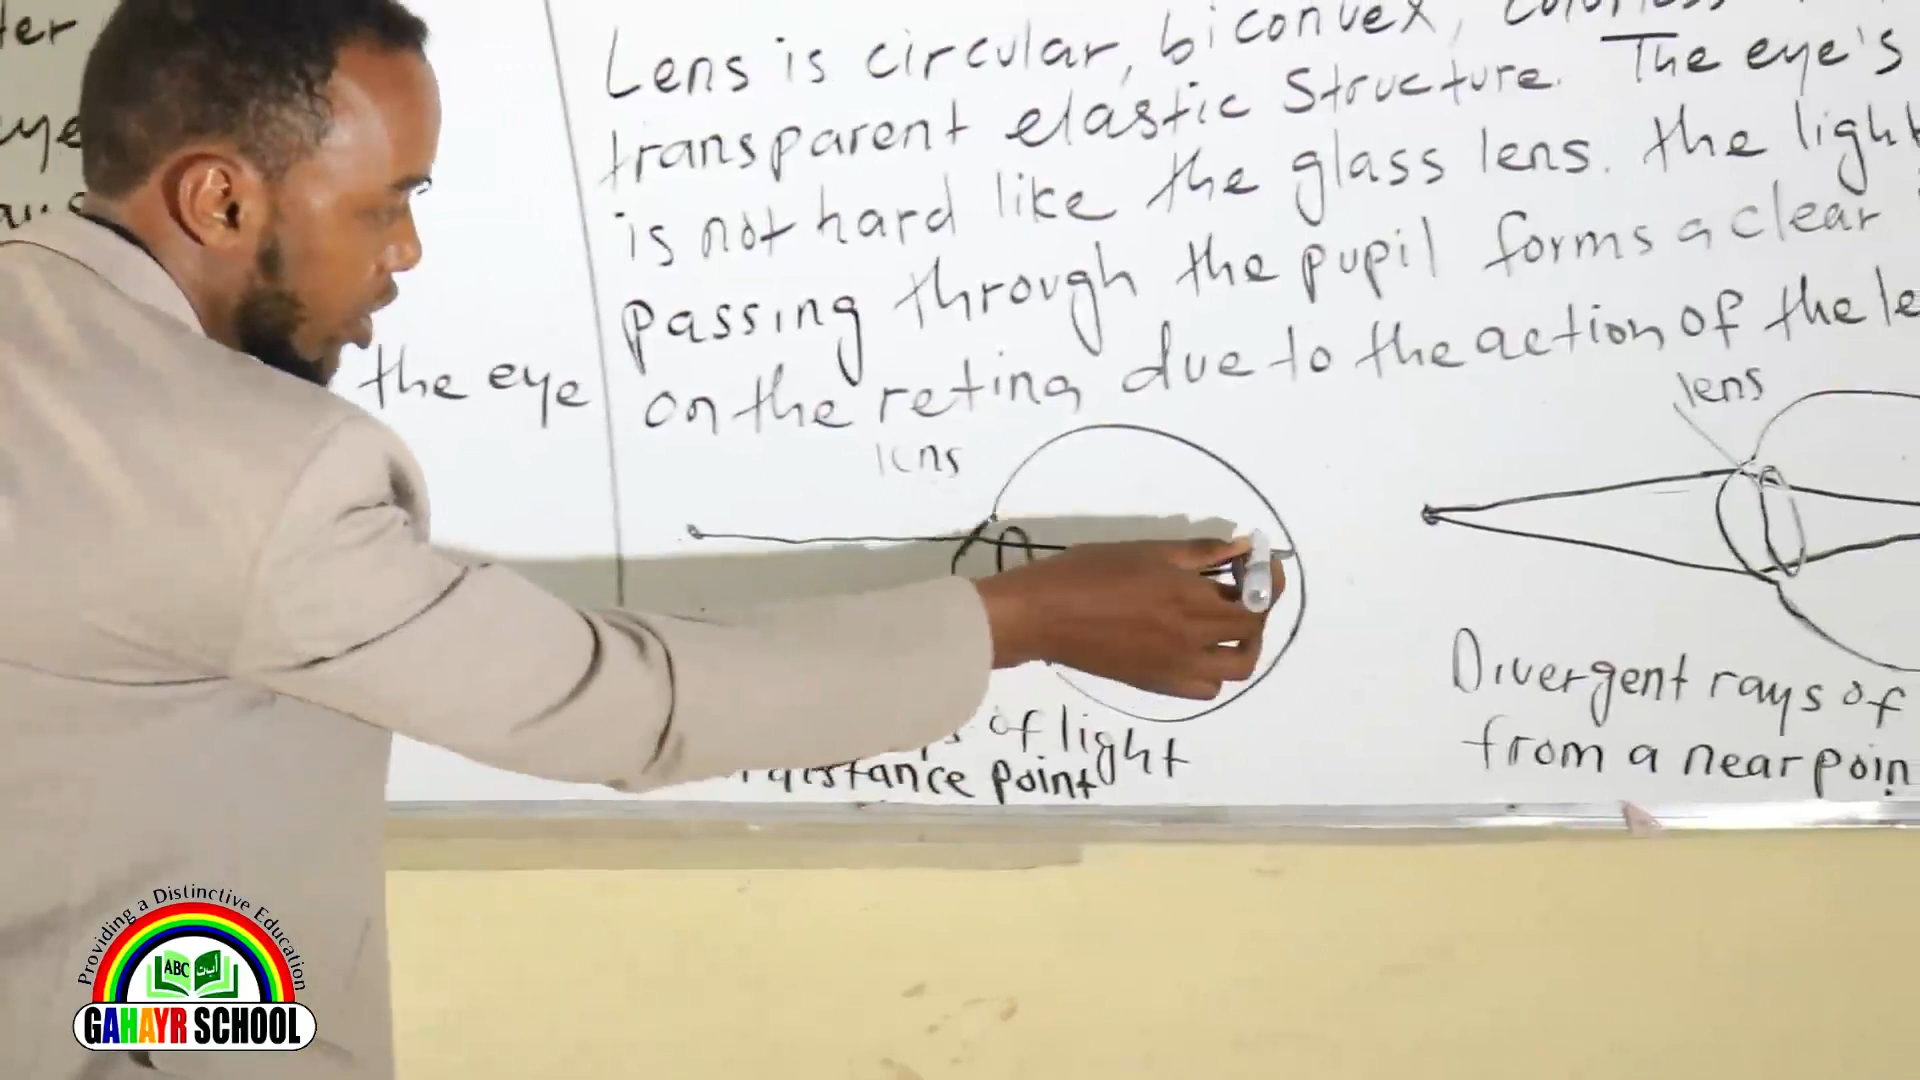 the eye
Lens is circular, biconvex,
transparent elastic Structure. The eye's
is not hard like the glass lens. the light
passing through the pupil forms a clear
on the retina due to the action of the le
lens
lens
of light
distance point
Divergent rays of
from a near poin
Providing a Distinctive Education
ABC أ ب ت
GAHAYR SCHOOL